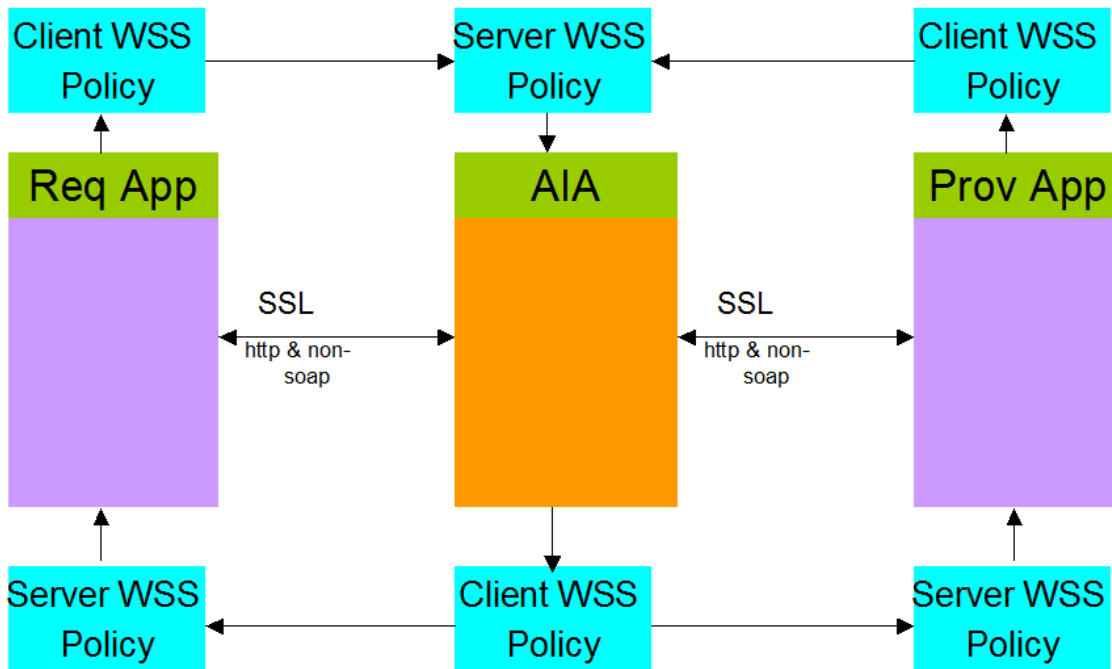 Client WSS
Policy
Server WSS
Policy
Client WSS
Policy
Req App
AIA
Prov App
SSL
http & non-
soap
SSL
http & non-
soap
Server WSS
Policy
Client WSS
Policy
Server WSS
Policy